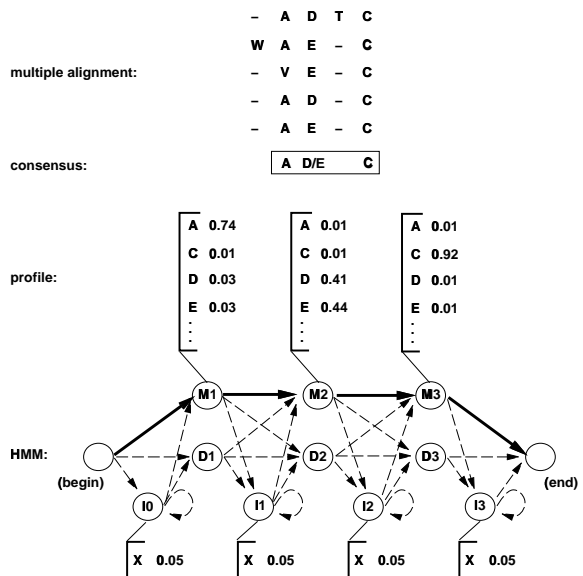 – A D T C
W A E – C
multiple alignment: – V E – C
– A D – C
– A E – C
consensus: A D/E C
A 0.74 A 0.01 A 0.01
C 0.01 C 0.01 C 0.92
profile: D 0.03 D 0.41 D 0.01
E 0.03 E 0.44 E 0.01
M1 M2 M3
HMM: D1 D2 D3
(begin) (end)
I0 I1 I2 I3
X 0.05 X 0.05 X 0.05 X 0.05